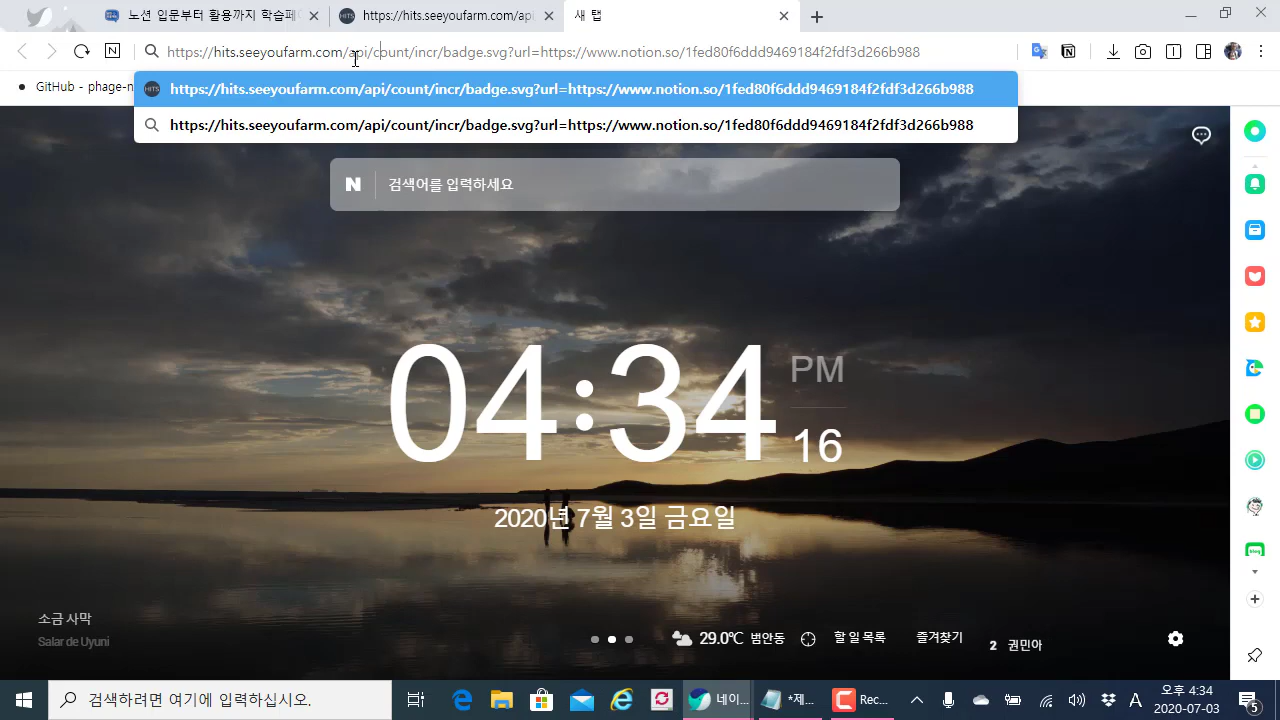 노션 입문부터 활용까지 학습페이
https://hits.seeyoufarm.com/api/
새 탭
https://hits.seeyoufarm.com/api/count/incr/badge.svg?url=https://www.notion.so/1fed80f6ddd9469184f2fdf3d266b988
GitHub - phage-n
https://hits.seeyoufarm.com/api/count/incr/badge.svg?url=https://www.notion.so/1fed80f6ddd9469184f2fdf3d266b988
https://hits.seeyoufarm.com/api/count/incr/badge.svg?url=https://www.notion.so/1fed80f6ddd9469184f2fdf3d266b988
N 검색어를 입력하세요
04:34 PM 16
2020년 7월 3일 금요일
소금 사막
Salar de Uyuni
29.0℃ 범안동 할 일 목록 즐겨찾기 2 권민아
blog
검색하려면 여기에 입력하십시오.
네이...
*제...
Rec...
A
오후 4:34
2020-07-03
5